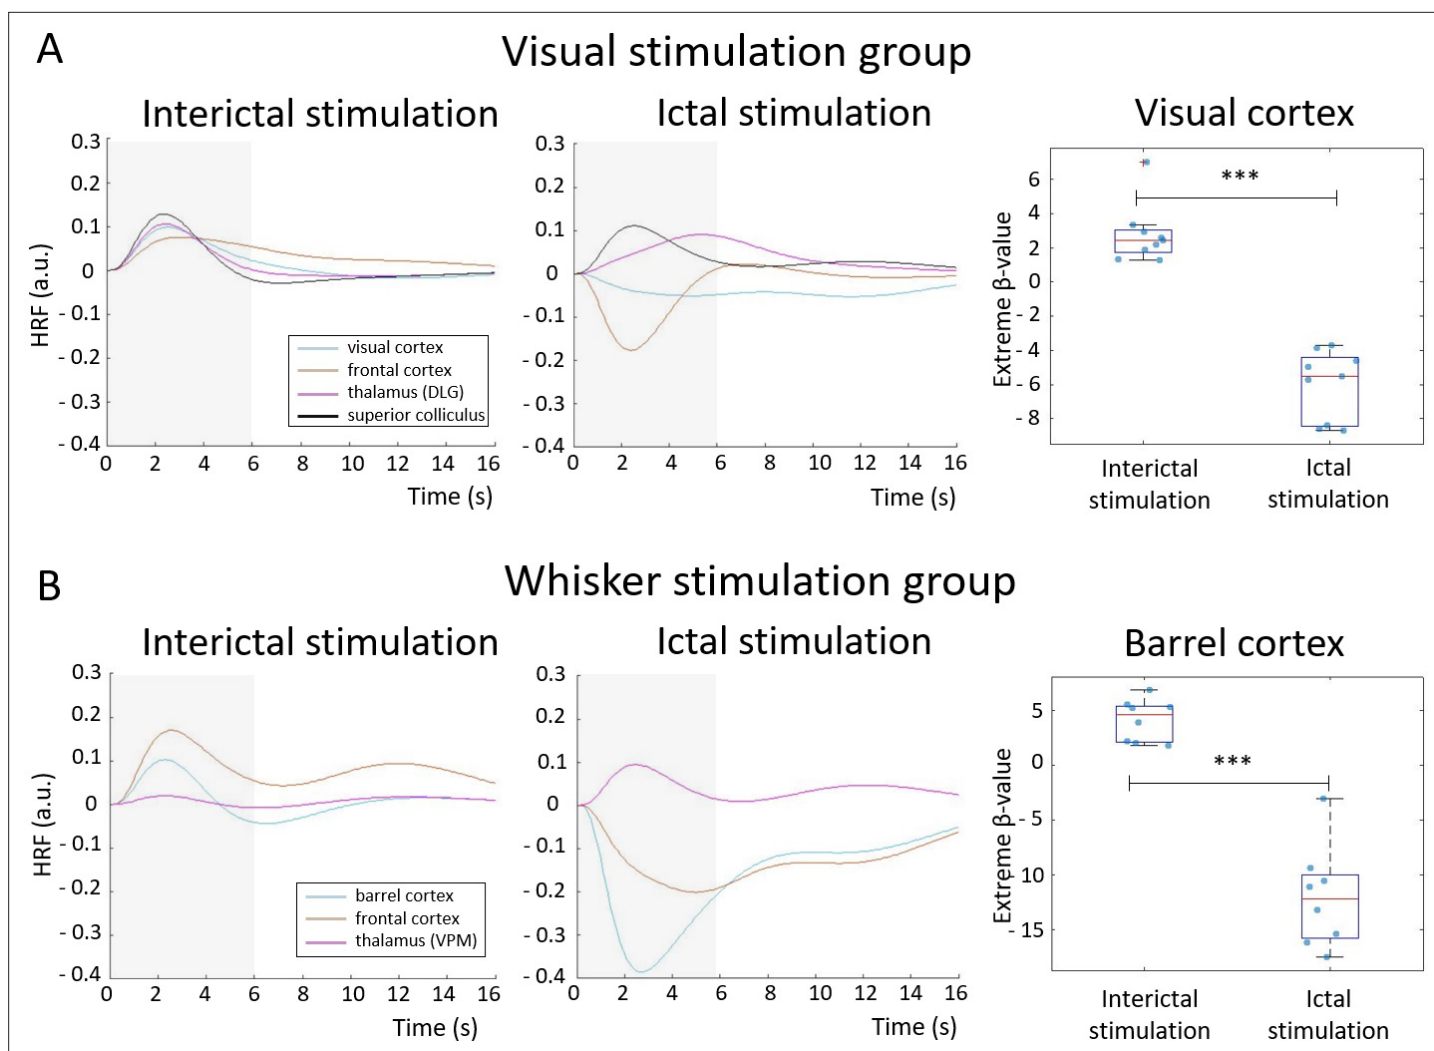 A
Visual stimulation group
Interictal stimulation
Ictal stimulation
Visual cortex
0.3
0.2
0.1
0
- 0.1
- 0.2
- 0.3
- 0.4
HRF (a.u.)
0 2 4 6 8 10 12 14 16
Time (s)
visual cortex
frontal cortex
thalamus (DLG)
superior colliculus
0.3
0.2
0.1
0
- 0.1
- 0.2
- 0.3
- 0.4
0 2 4 6 8 10 12 14 16
Time (s)
Extreme β-value
6
4
2
0
- 2
- 4
- 6
- 8
***
Interictal
stimulation
Ictal
stimulation
B
Whisker stimulation group
Interictal stimulation
Ictal stimulation
Barrel cortex
0.3
0.2
0.1
0
- 0.1
- 0.2
- 0.3
- 0.4
HRF (a.u.)
0 2 4 6 8 10 12 14 16
Time (s)
barrel cortex
frontal cortex
thalamus (VPM)
0.3
0.2
0.1
0
- 0.1
- 0.2
- 0.3
- 0.4
0 2 4 6 8 10 12 14 16
Time (s)
Extreme β-value
5
0
- 5
- 10
- 15
***
Interictal
stimulation
Ictal
stimulation